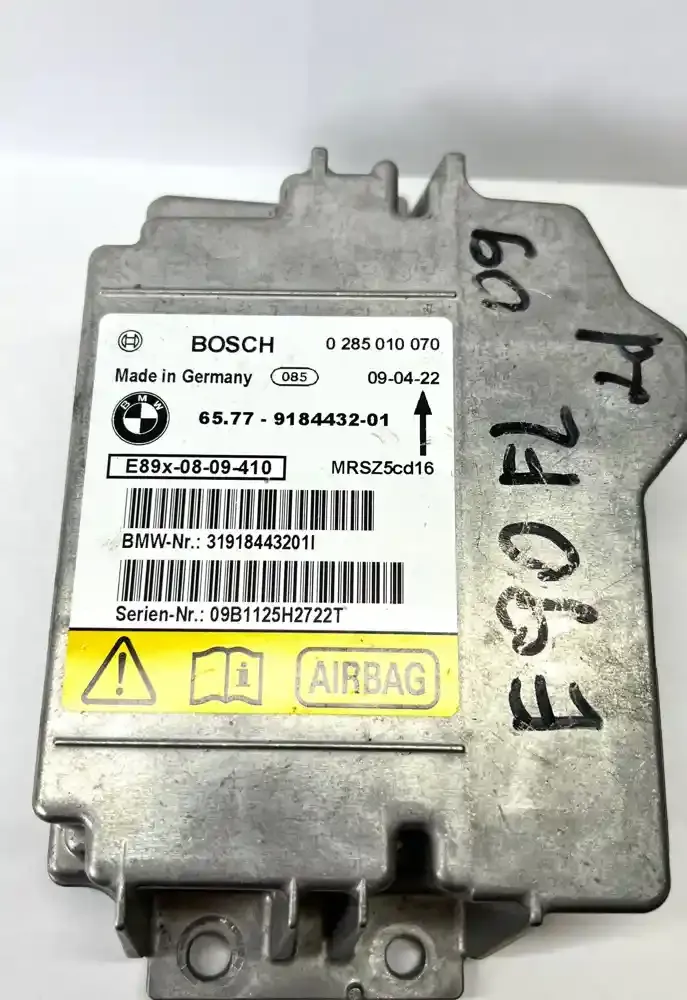 BOSCH 0 285 010 070
Made in Germany 085 09-04-22
BMW 65.77 - 9184432-01
E89x-08-09-410 MRSZ5cd16
BMW-Nr.: 31918443201I
Serien-Nr.: 09B1125H2722T
AIRBAG
E90 FL
09